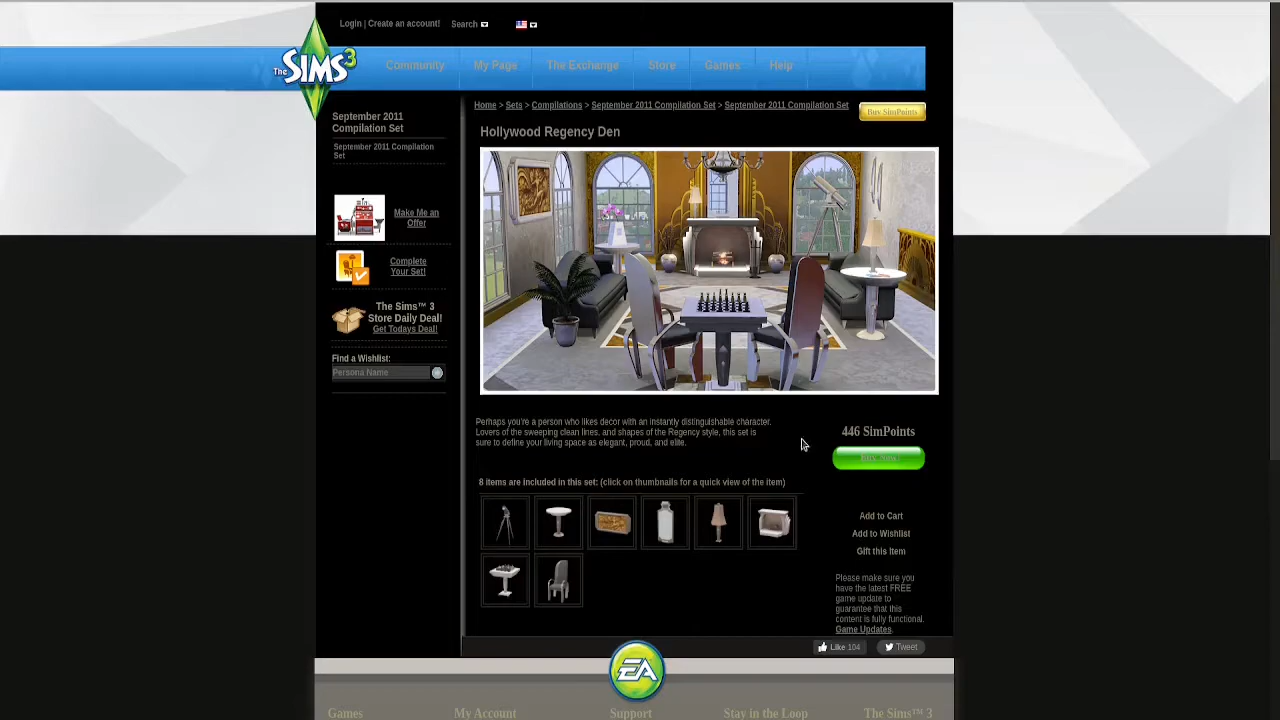 Login | Create an account!
Search
The SIMS 3
Community
My Page
The Exchange
Store
Games
Help
September 2011
Compilation Set
September 2011 Compilation
Set
Make Me an
Offer
Complete
Your Set!
The Sims™ 3
Store Daily Deal!
Get Todays Deal!
Find a Wishlist:
Persona Name
Home > Sets > Compilations > September 2011 Compilation Set > September 2011 Compilation Set
Buy SimPoints
Hollywood Regency Den
Perhaps you're a person who likes decor with an instantly distinguishable character.
Lovers of the sweeping clean lines, and shapes of the Regency style, this set is
sure to define your living space as elegant, proud, and elite.
446 SimPoints
Buy Now!
8 items are included in this set: (click on thumbnails for a quick view of the item)
Add to Cart
Add to Wishlist
Gift this Item
Please make sure you
have the latest FREE
game update to
guarantee that this
content is fully functional.
Game Updates.
Like 104
Tweet
EA
Games
My Account
Support
Stay in the Loop
The Sims™ 3